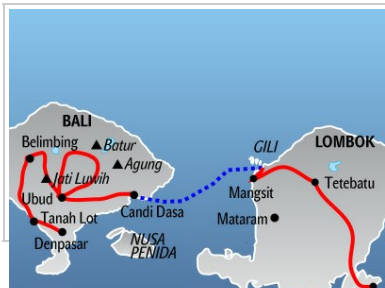 BALI
Belimbing
Batur
Agung
Jati Luwih
Ubud
Tanah Lot
Denpasar
Candi Dasa
NUSA
PENIDA
GILI
LOMBOK
Mangsit
Tetebatu
Mataram